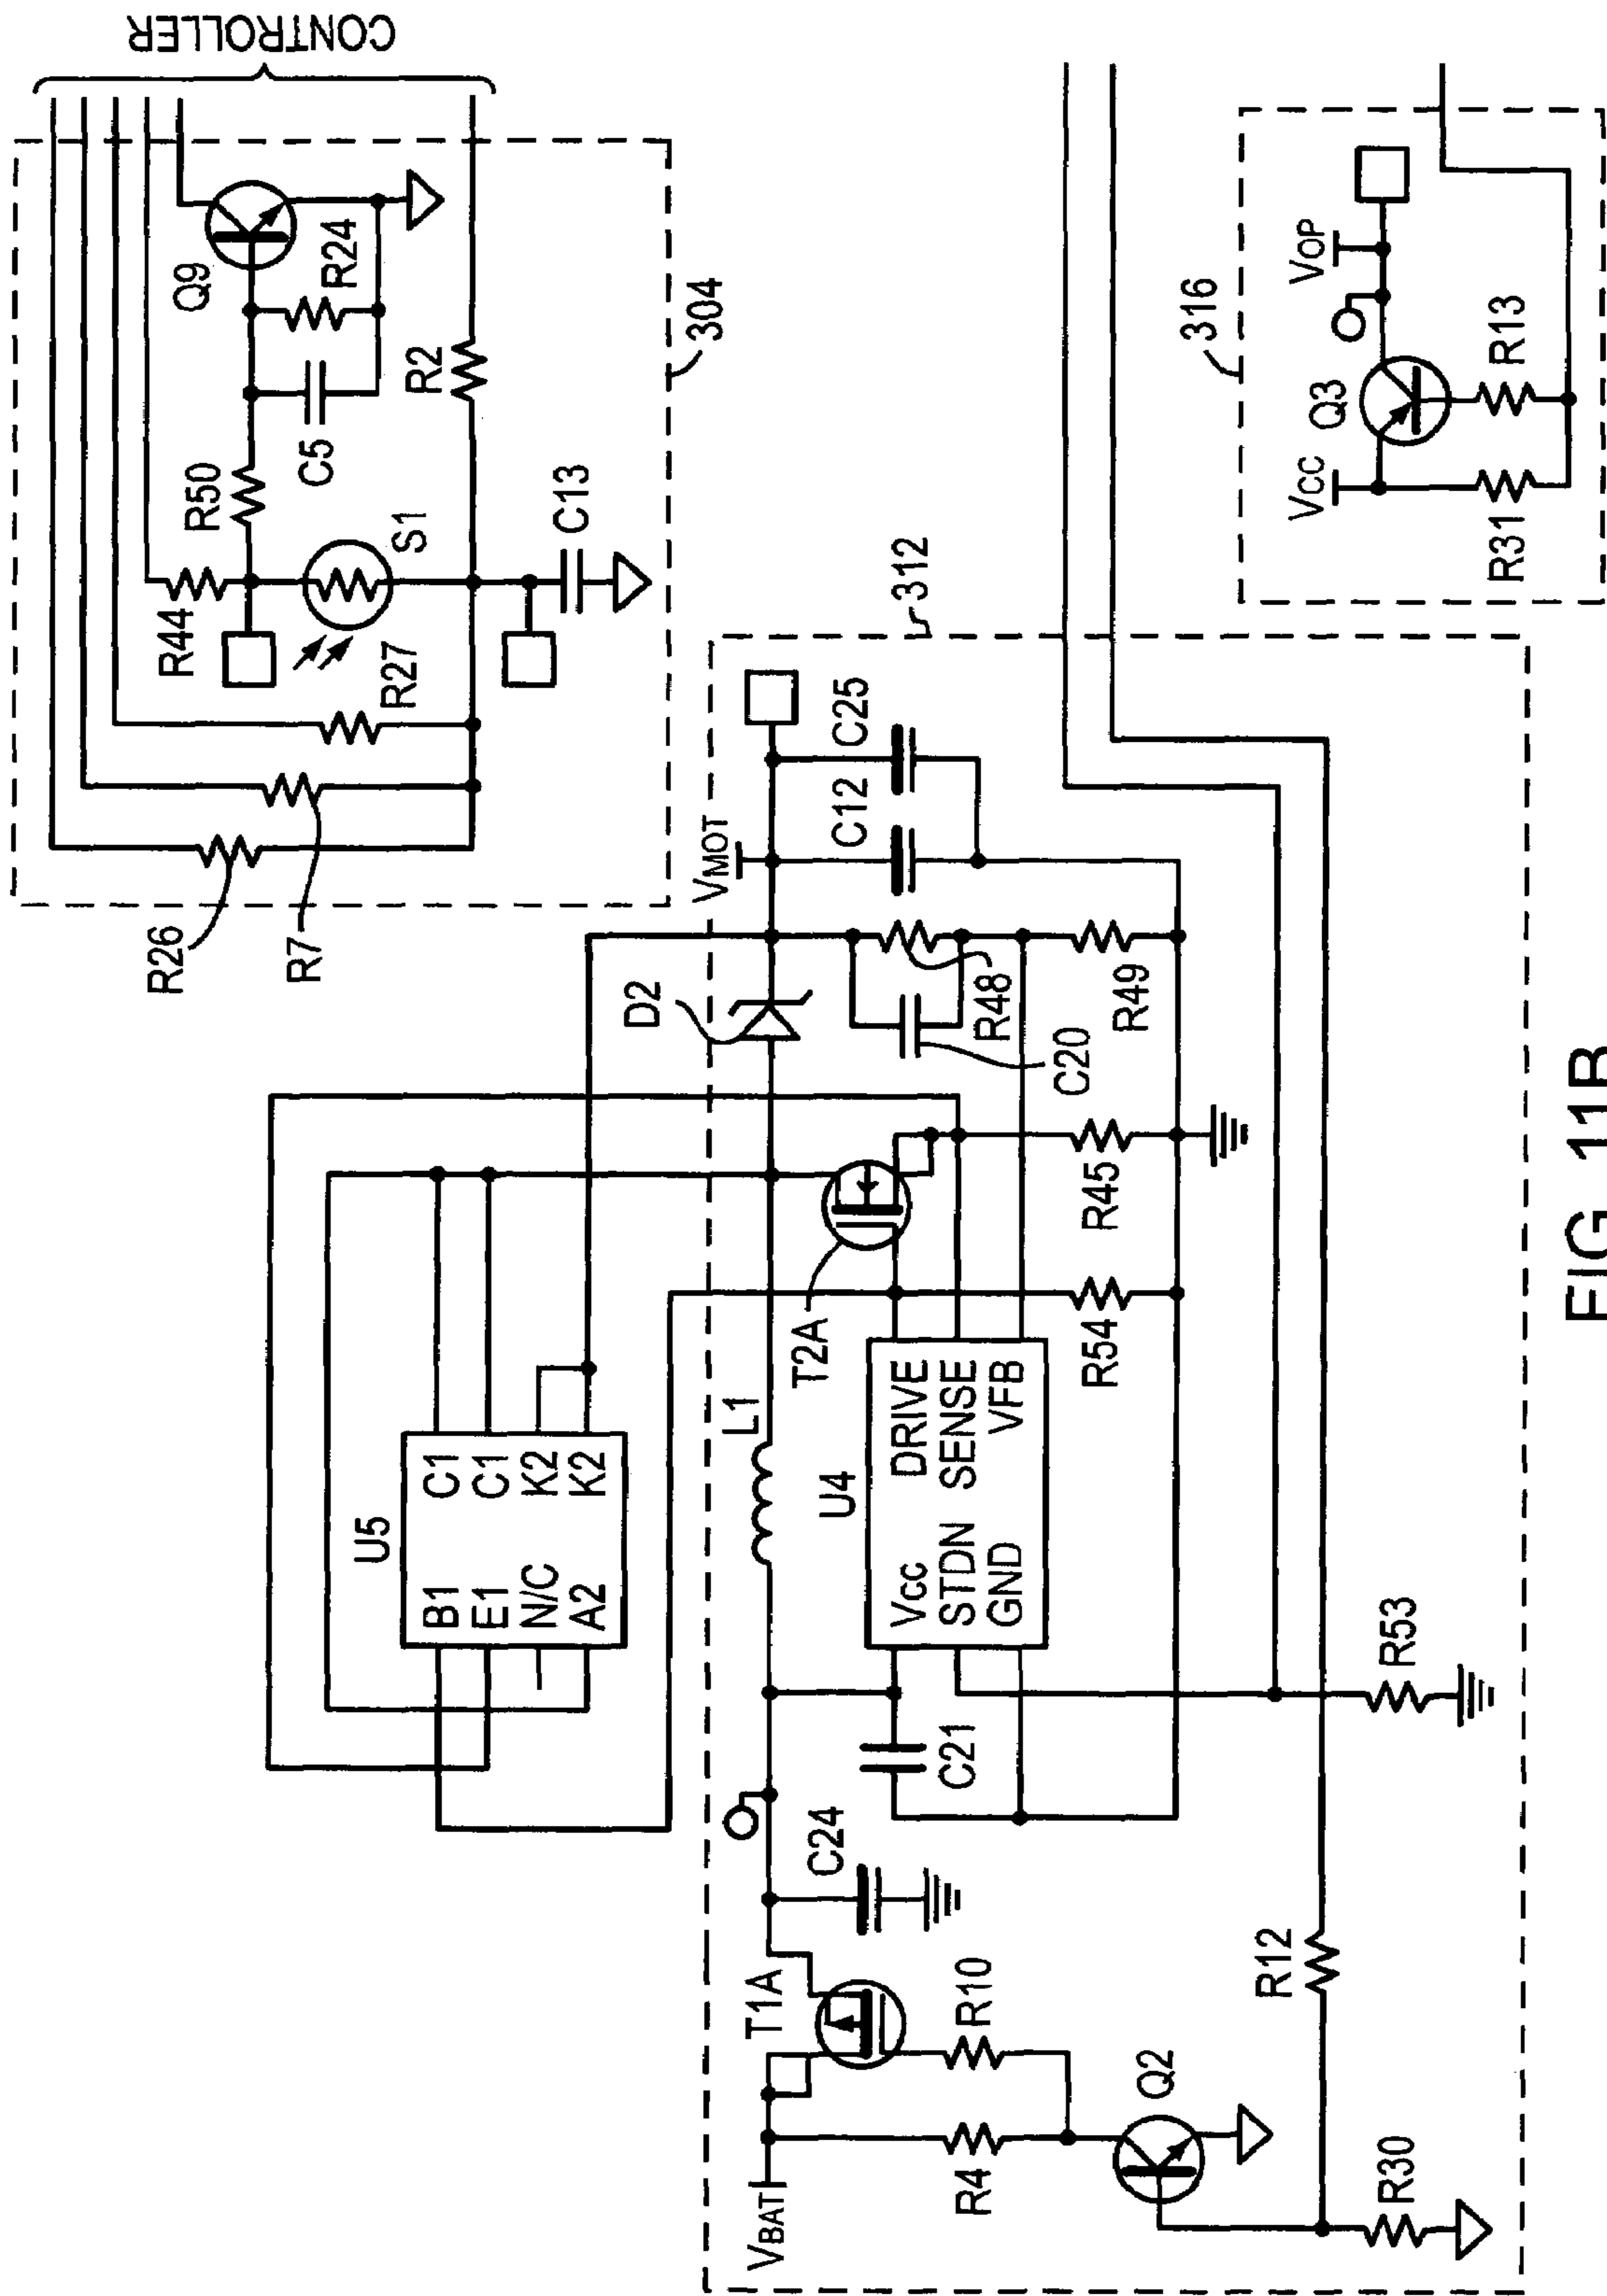 CONTROLLER
304
R26
R7
R44
R27
R50
S1
C5
Q9
R24
R2
C13
316
VCC
Q3
VOP
R31
R13
312
U5
B1
E1
N/C
A2
C1
C1
K2
K2
D2
VMOT
C12
C25
R48
C20
R49
VBAT
T1A
R4
R10
Q2
C24
C21
L1
U4
VCC
STDN
GND
DRIVE
SENSE
VFB
T2A
R54
R45
R53
R12
R30
FIG. 11B